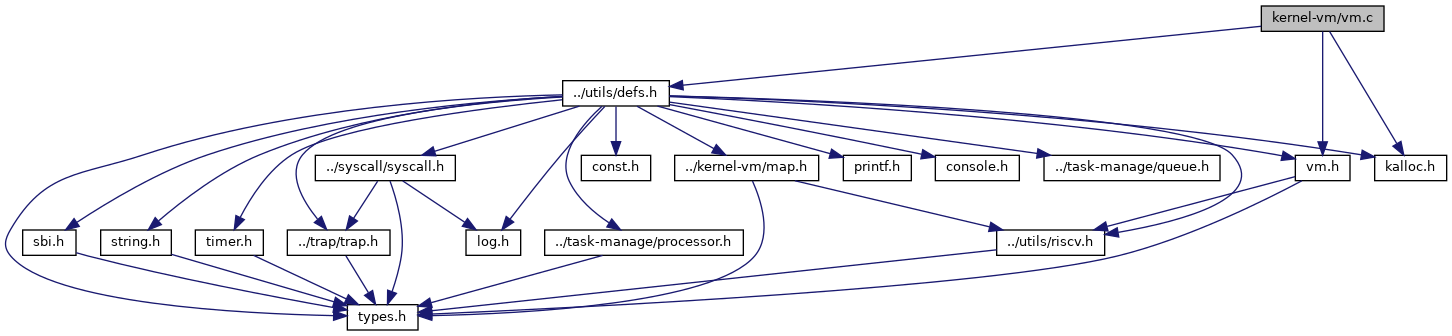 kernel-vm/vm.c
../utils/defs.h
../syscall/syscall.h
const.h
../kernel-vm/map.h
printf.h
console.h
../task-manage/queue.h
vm.h
kalloc.h
sbi.h
string.h
timer.h
../trap/trap.h
log.h
../task-manage/processor.h
../utils/riscv.h
types.h